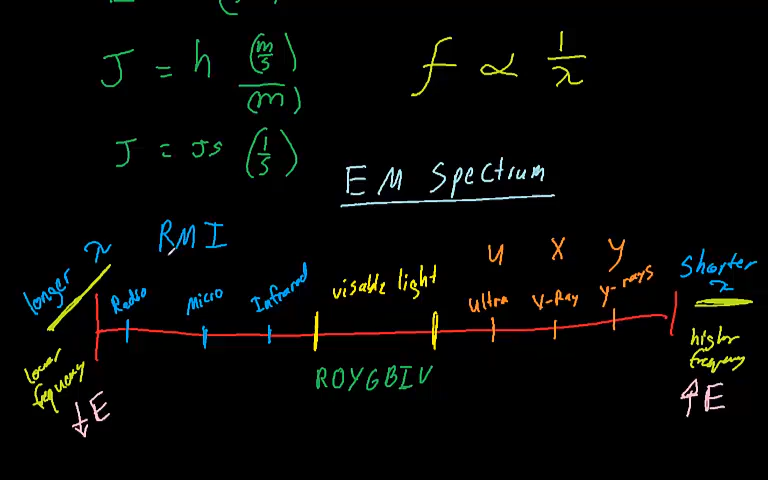 J = h (m/s)/(m)
f ∝ 1/λ
J = Js (1/s)
EM Spectrum
RMI
U X Y
longer λ
Radio Micro Infrared visable light Ultra X-Ray γ-rays
shorter λ
lower frequency
higher frequency
ROYGBIV
↓E
↑E